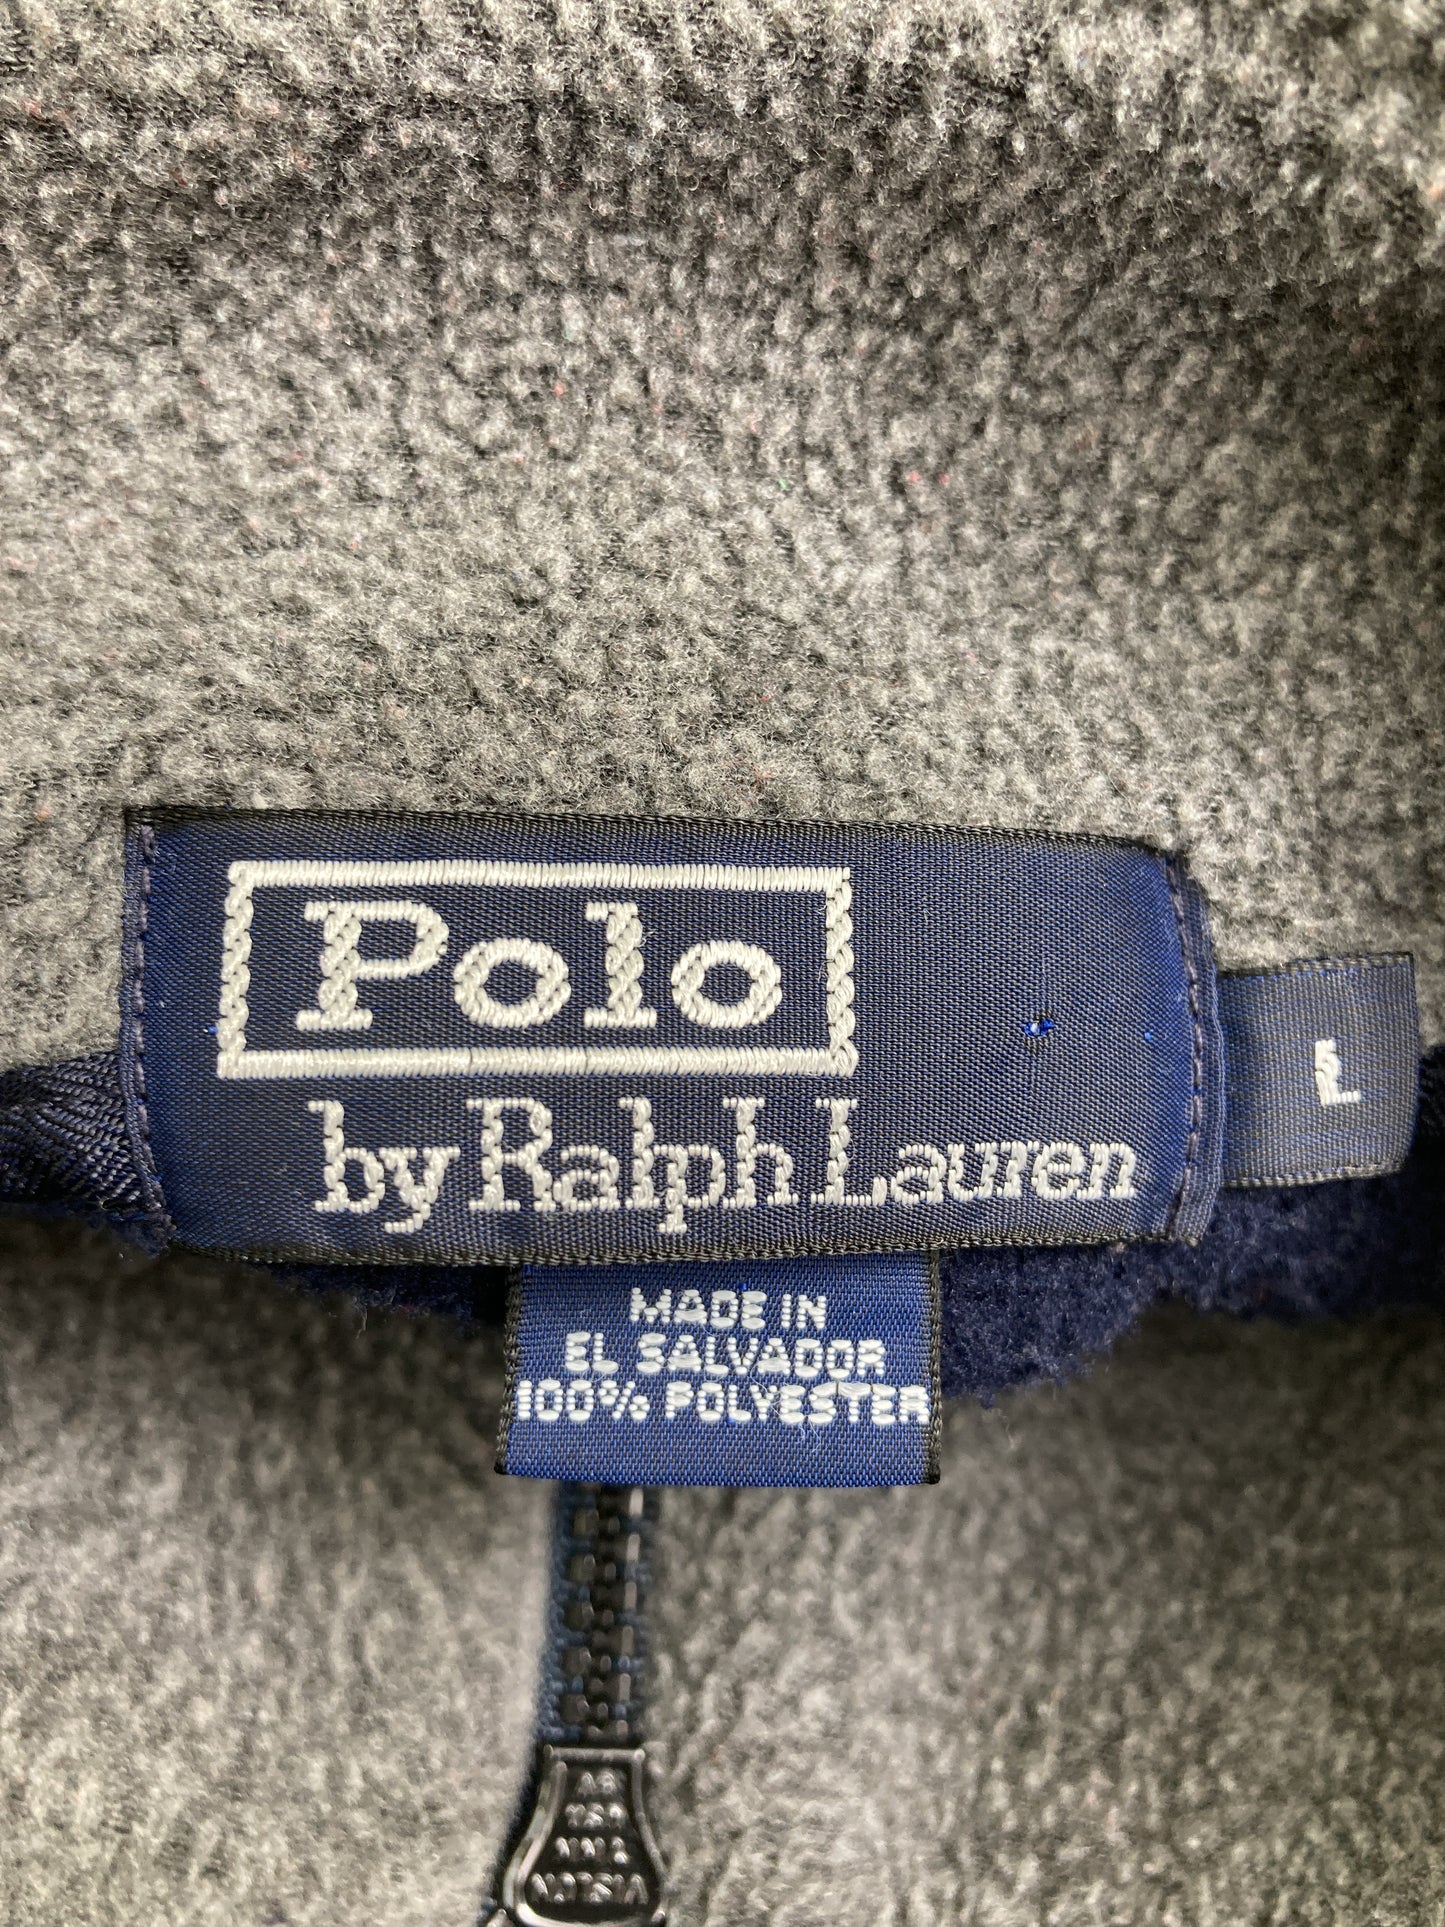 Polo
by Ralph Lauren
L
MADE IN
EL SALVADOR
100% POLYESTER